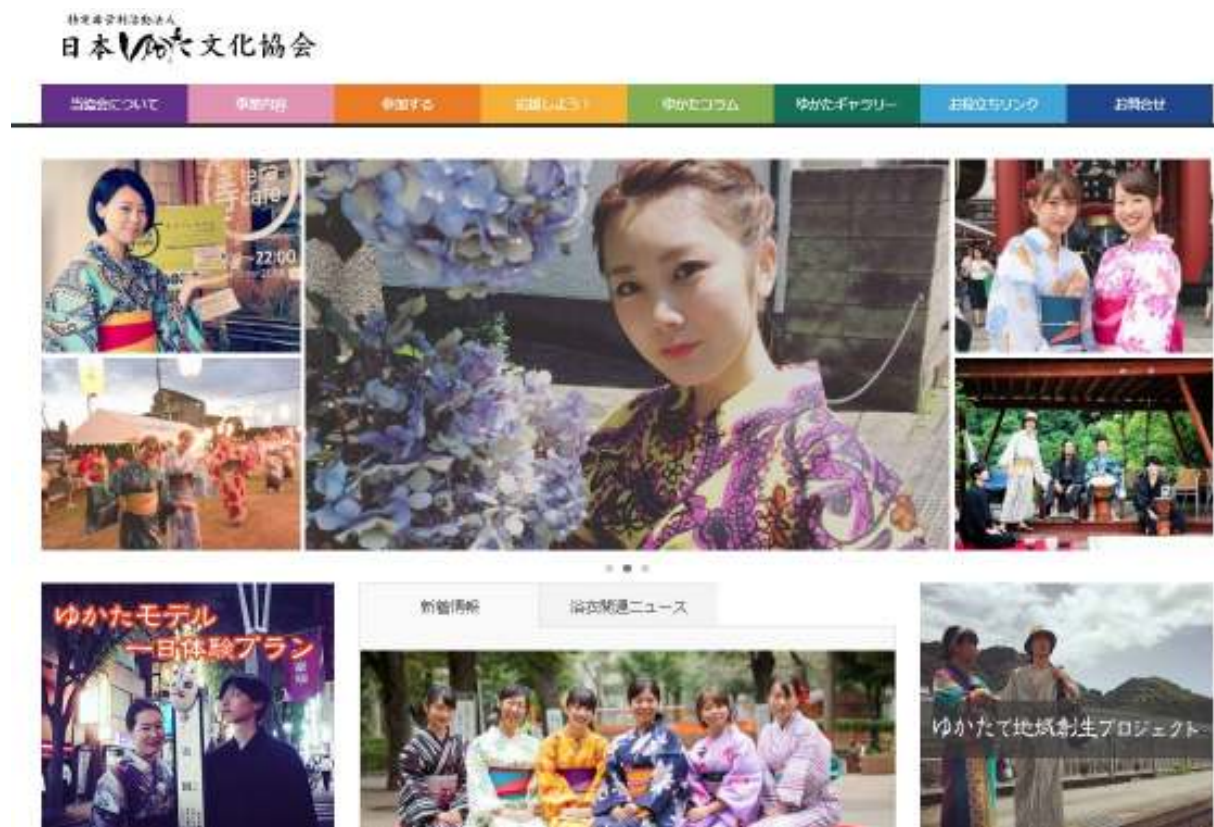 特定非営利活動法人
日本ゆかた文化協会
当協会について
事業内容
参加する
応援しよう!
ゆかたコラム
ゆかたギャラリー
お役立ちリンク
お問合せ
寺
tera
cafe
22:00
新着情報
浴衣関連ニュース
ゆかたモデル
一日体験プラン
ゆかたで地域創生プロジェクト